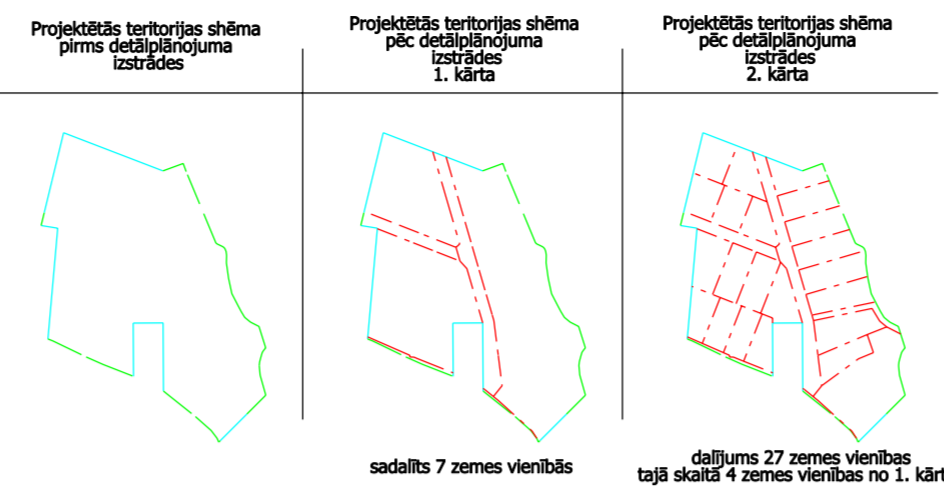 Projektētās teritorijas shēma
pirms detālplānojuma
izstrādes
Projektētās teritorijas shēma
pēc detālplānojuma
izstrādes
1. kārta
Projektētās teritorijas shēma
pēc detālplānojuma
izstrādes
2. kārta
sadalīts 7 zemes vienībās
dalījums 27 zemes vienības
tajā skaitā 4 zemes vienības no 1. kārt